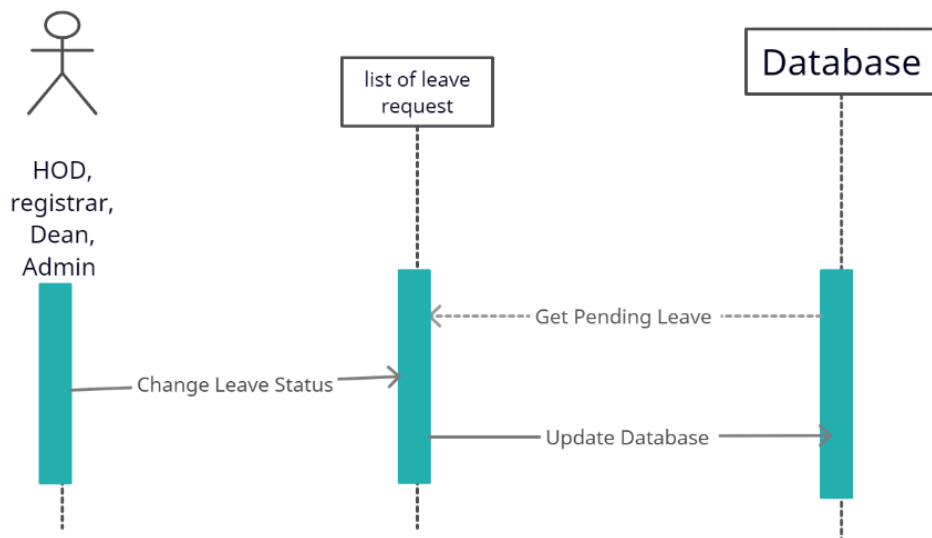 list of leave
request
Database
HOD,
registrar,
Dean,
Admin
Get Pending Leave
Change Leave Status
Update Database